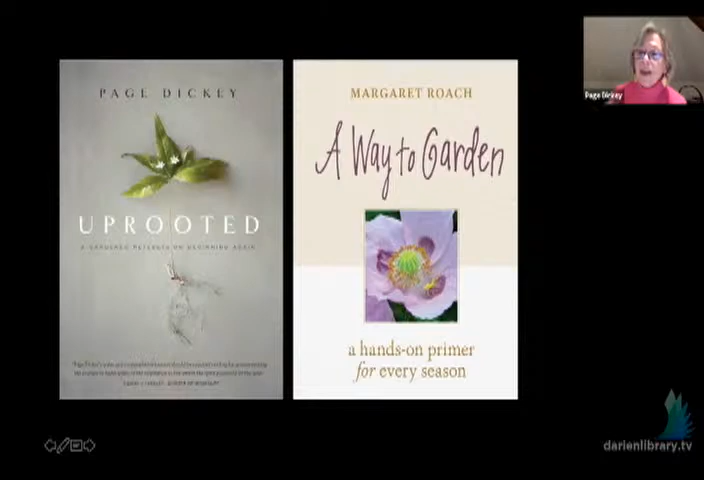 PAGE DICKEY
UPROOTED
A GARDENER REFLECTS ON BEGINNING AGAIN
MARGARET ROACH
A Way to Garden
a hands-on primer
for every season
Page Dickey
darienlibrary.tv